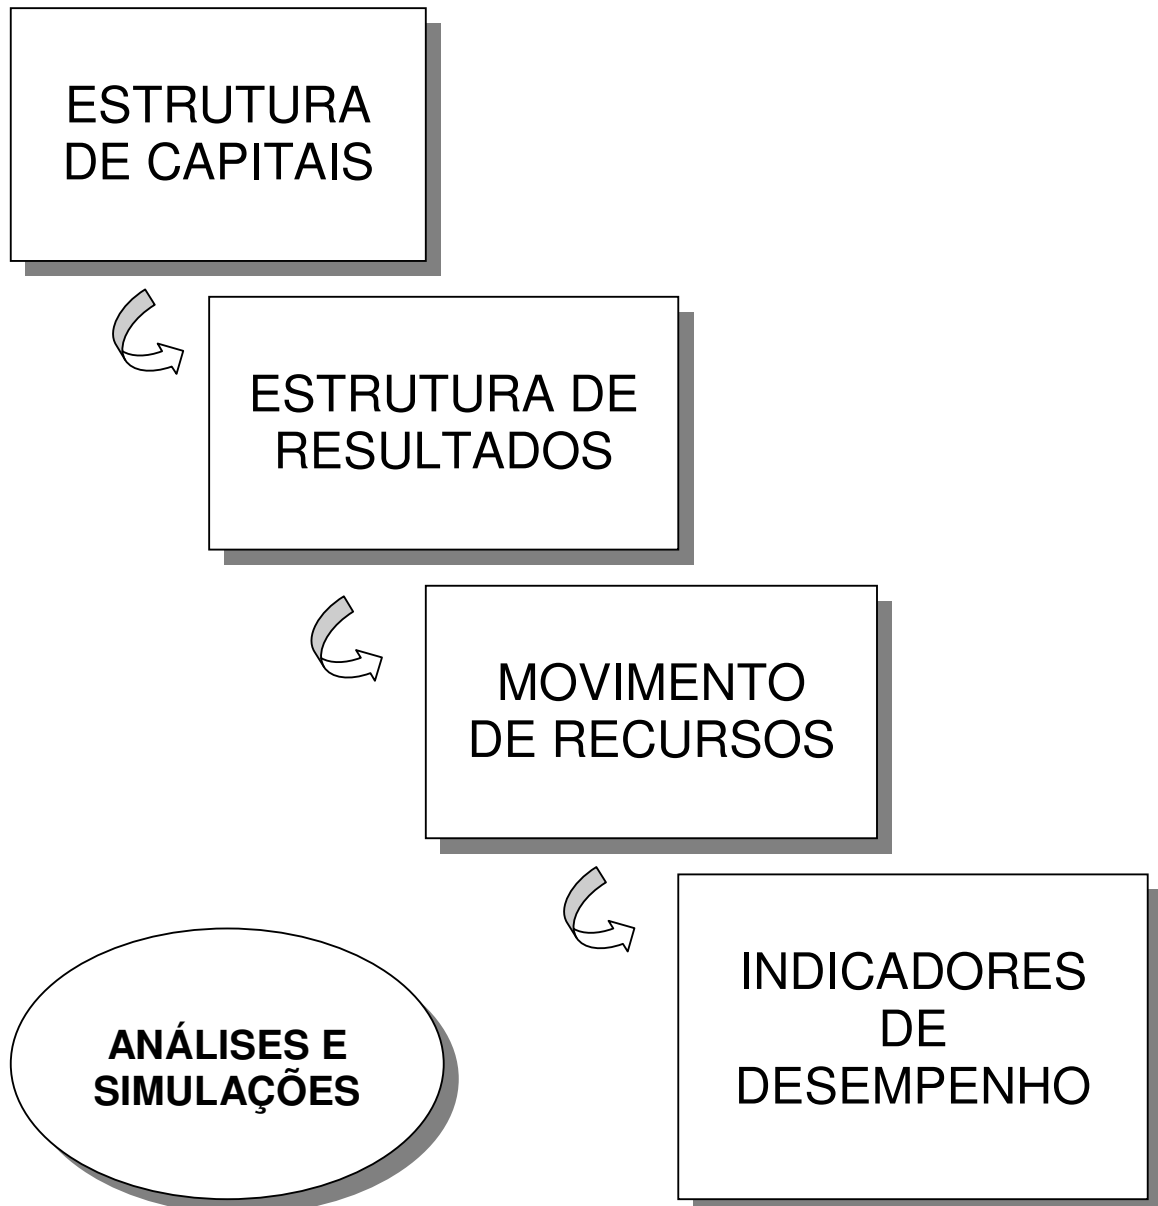 ESTRUTURA
DE CAPITAIS
ESTRUTURA DE
RESULTADOS
MOVIMENTO
DE RECURSOS
INDICADORES
DE
DESEMPENHO
ANÁLISES E
SIMULAÇÕES